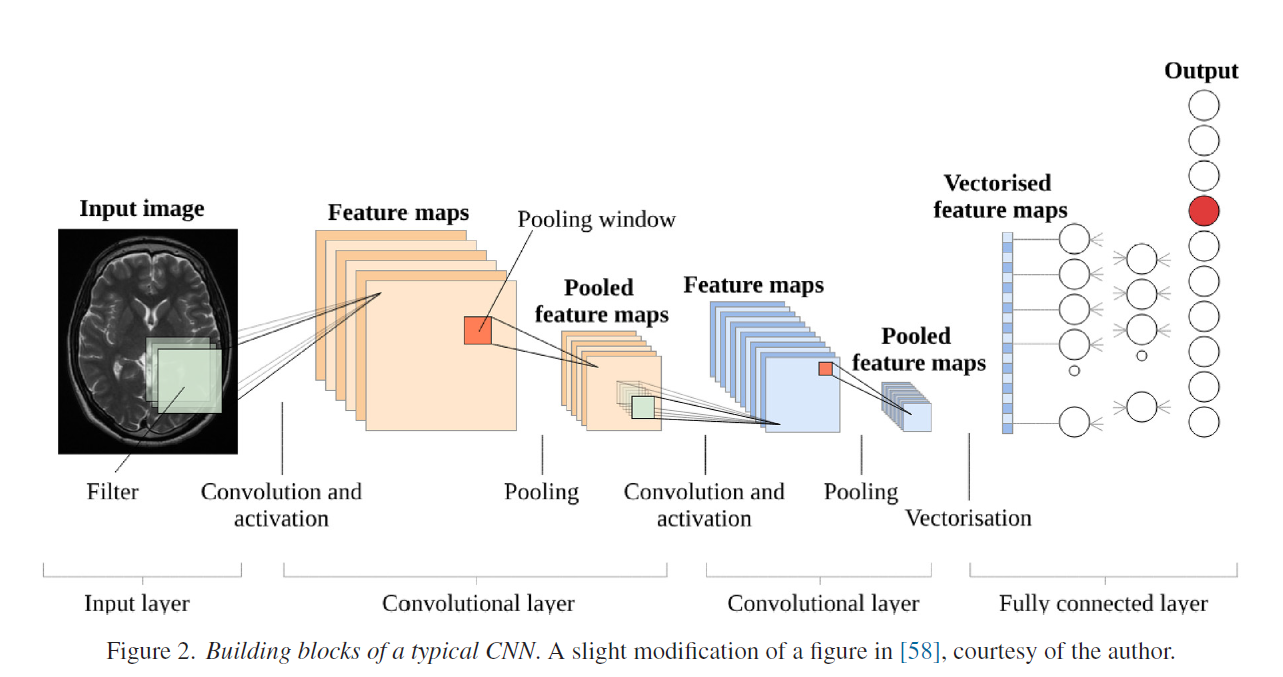 Output
Vectorised
feature maps
Input image
Feature maps
Pooling window
Pooled
feature maps
Feature maps
Pooled
feature maps
Filter
Convolution and
activation
Pooling
Convolution and
activation
Pooling
Vectorisation
Input layer
Convolutional layer
Convolutional layer
Fully connected layer
Figure 2. Building blocks of a typical CNN. A slight modification of a figure in [58], courtesy of the author.